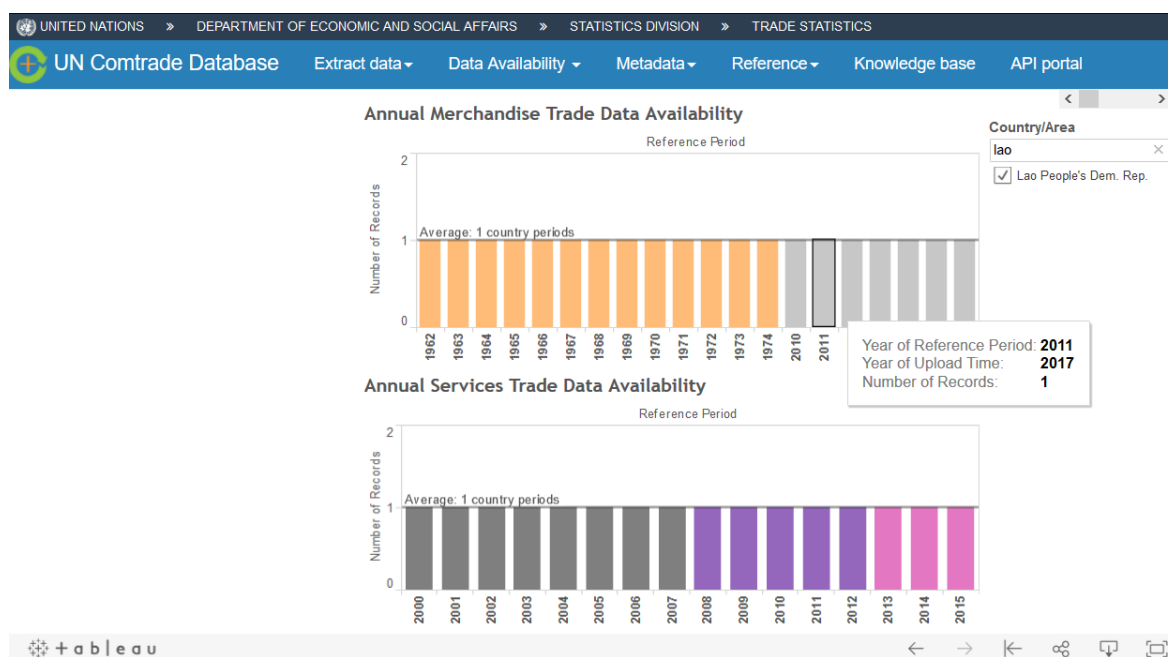 UNITED NATIONS » DEPARTMENT OF ECONOMIC AND SOCIAL AFFAIRS » STATISTICS DIVISION » TRADE STATISTICS
UN Comtrade Database Extract data Data Availability Metadata Reference Knowledge base API portal
Annual Merchandise Trade Data Availability
Reference Period
Country/Area
lao
Lao People's Dem. Rep.
2
Number of Records
Average: 1 country periods
1
0
1962 1963 1964 1965 1966 1967 1968 1969 1970 1971 1972 1973 1974 2010 2011
Year of Reference Period: 2011
Year of Upload Time: 2017
Number of Records: 1
Annual Services Trade Data Availability
Reference Period
2
Number of Records
Average: 1 country periods
1
0
2000 2001 2002 2003 2004 2005 2006 2007 2008 2009 2010 2011 2012 2013 2014 2015
+ a b l e a u